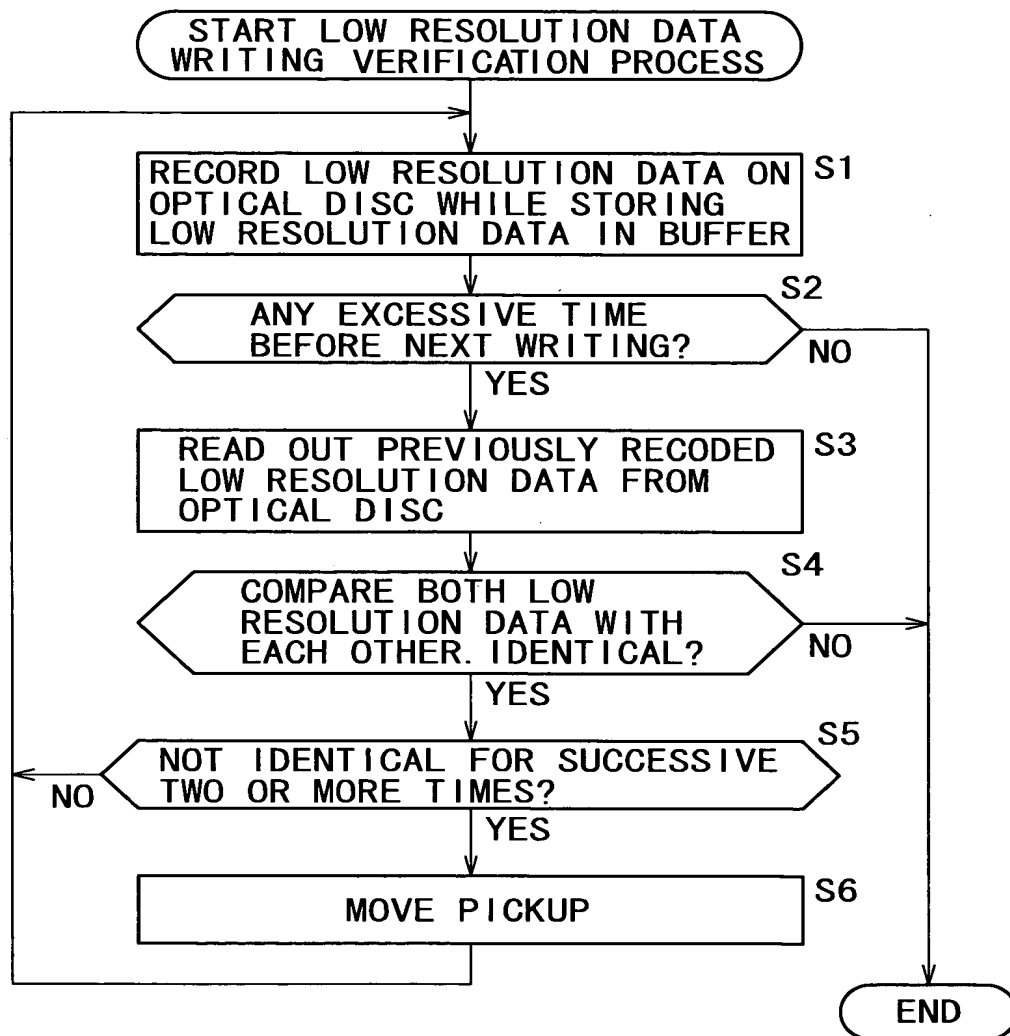 START LOW RESOLUTION DATA
WRITING VERIFICATION PROCESS
RECORD LOW RESOLUTION DATA ON
OPTICAL DISC WHILE STORING
LOW RESOLUTION DATA IN BUFFER
S1
ANY EXCESSIVE TIME
BEFORE NEXT WRITING?
S2
NO
YES
READ OUT PREVIOUSLY RECODED
LOW RESOLUTION DATA FROM
OPTICAL DISC
S3
COMPARE BOTH LOW
RESOLUTION DATA WITH
EACH OTHER. IDENTICAL?
S4
NO
YES
NOT IDENTICAL FOR SUCCESSIVE
TWO OR MORE TIMES?
S5
NO
YES
MOVE PICKUP
S6
END